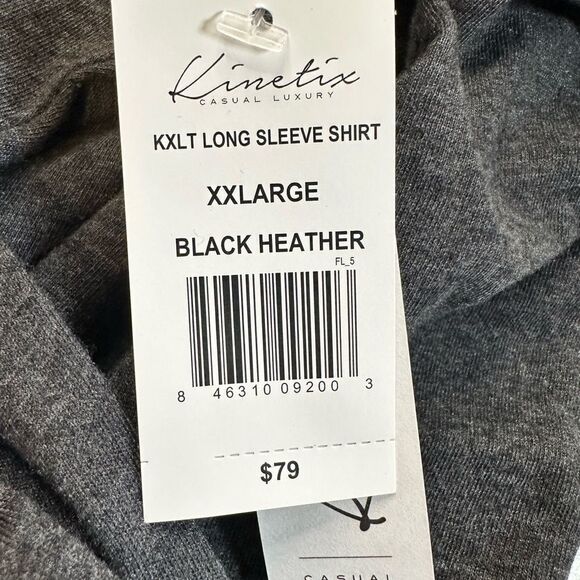 Kinetix
CASUAL LUXURY
KXLT LONG SLEEVE SHIRT
XXLARGE
BLACK HEATHER
FL_5
8 46310 09200 3
$79
CASUAL